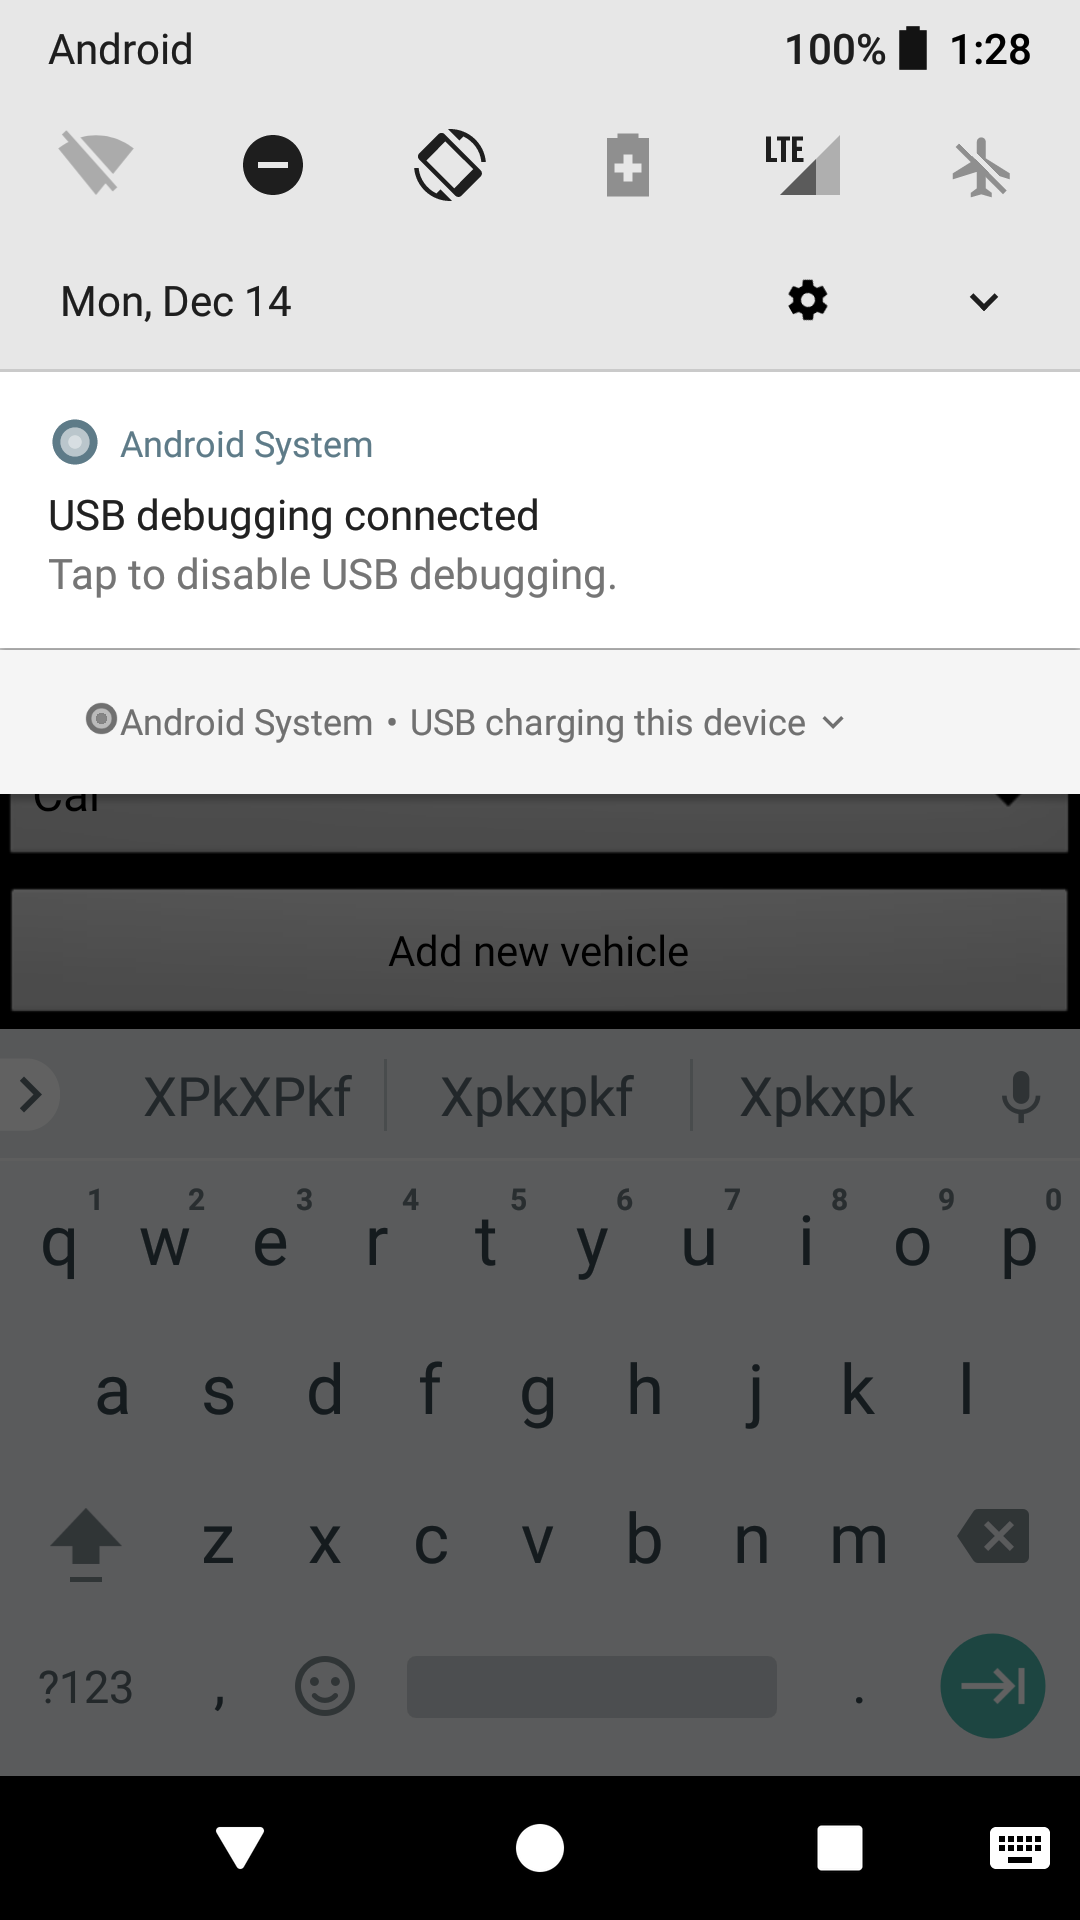 Android 100% 1:28
LTE
Mon, Dec 14
Android System
USB debugging connected
Tap to disable USB debugging.
Android System • USB charging this device
Car
Add new vehicle
XPkXPkf Xpkxpkf Xpkxpk
1 2 3 4 5 6 7 8 9 0
q w e r t y u i o p
a s d f g h j k l
z x c v b n m
?123 , .